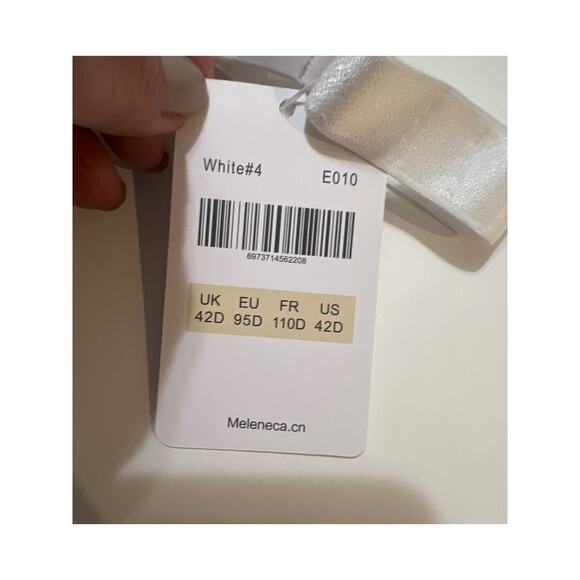 White#4 E010
6973714562208
UK EU FR US
42D 95D 110D 42D
Meleneca.cn